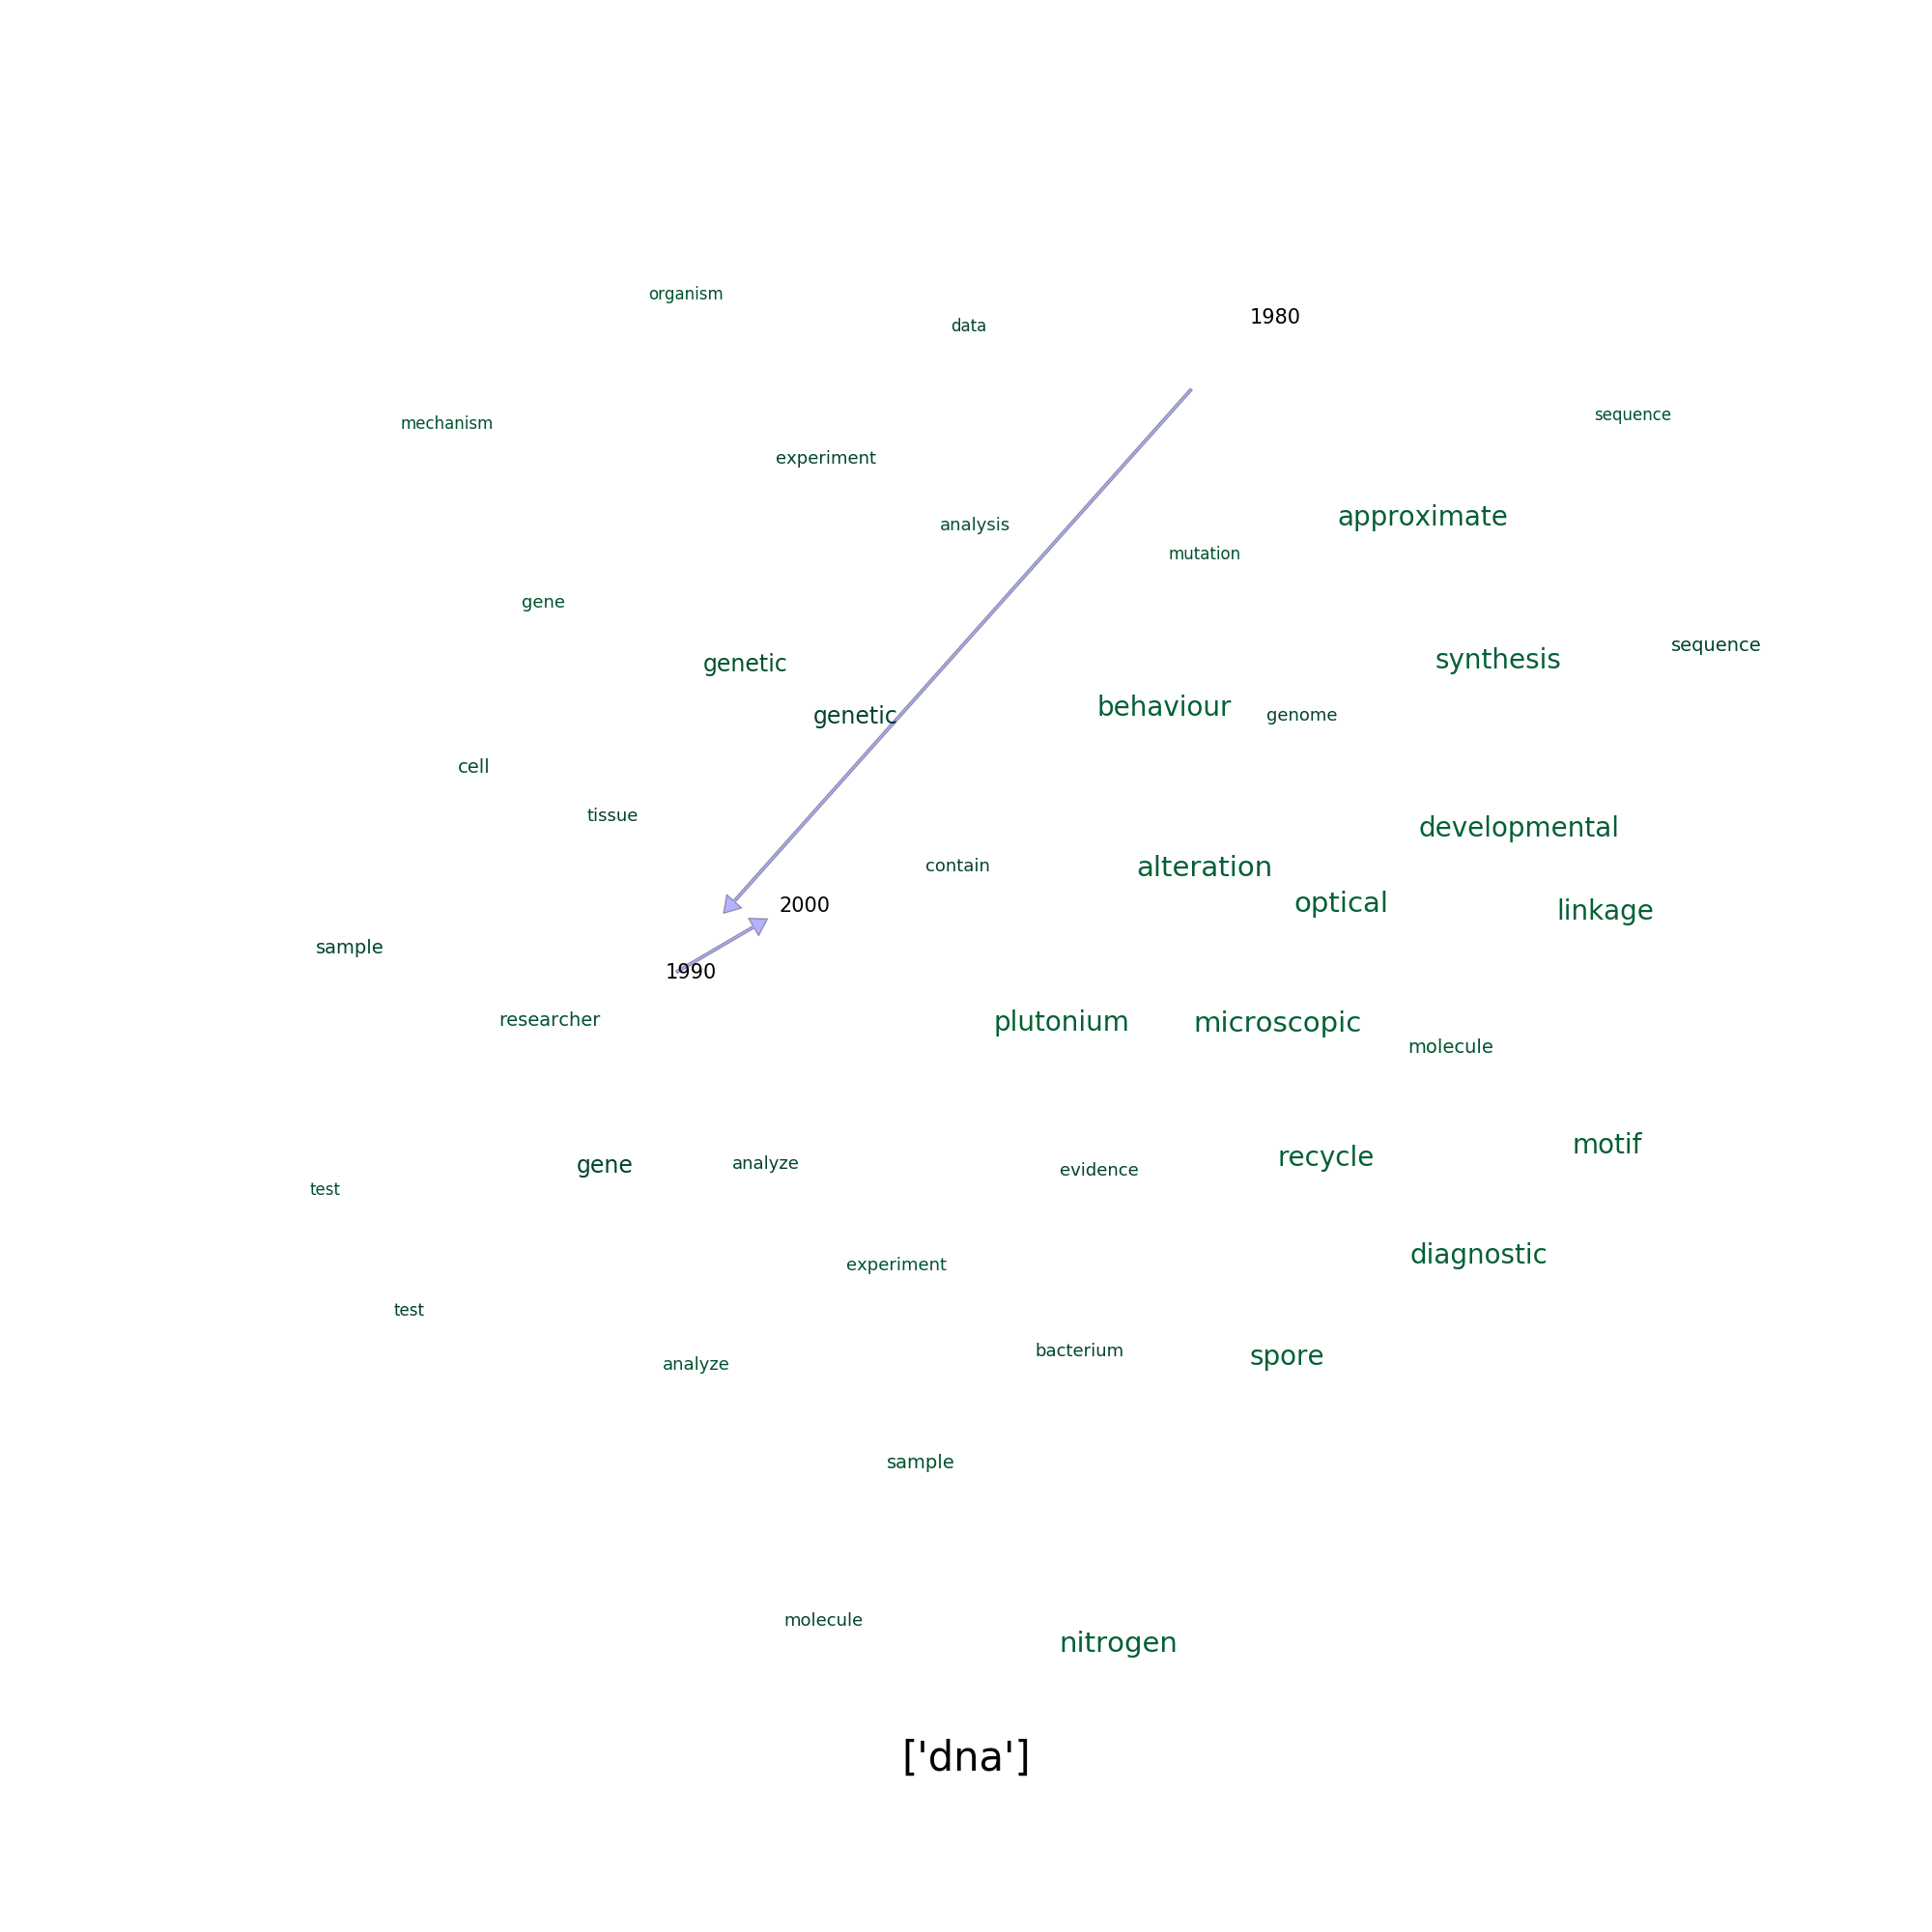 organism
1980
data
sequence
mechanism
experiment
approximate
analysis
mutation
gene
sequence
synthesis
genetic
behaviour
genome
genetic
cell
tissue
developmental
contain
alteration
optical
2000
linkage
sample
1990
researcher
plutonium
microscopic
molecule
motif
recycle
analyze
gene
evidence
test
diagnostic
experiment
test
bacterium
spore
analyze
sample
molecule
nitrogen
['dna']